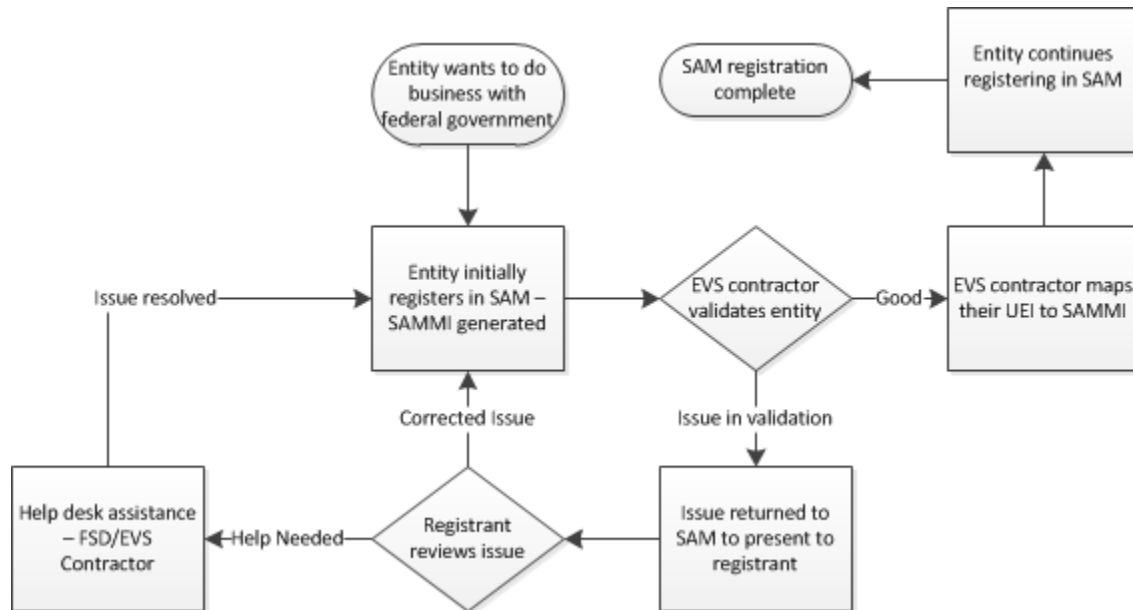 Entity wants to do
business with
federal government
SAM registration
complete
Entity continues
registering in SAM
Issue resolved
Entity initially
registers in SAM –
SAMMI generated
EVS contractor
validates entity
Good
EVS contractor maps
their UEI to SAMMI
Corrected Issue
Issue in validation
Help desk assistance
– FSD/EVS
Contractor
Help Needed
Registrant
reviews issue
Issue returned to
SAM to present to
registrant